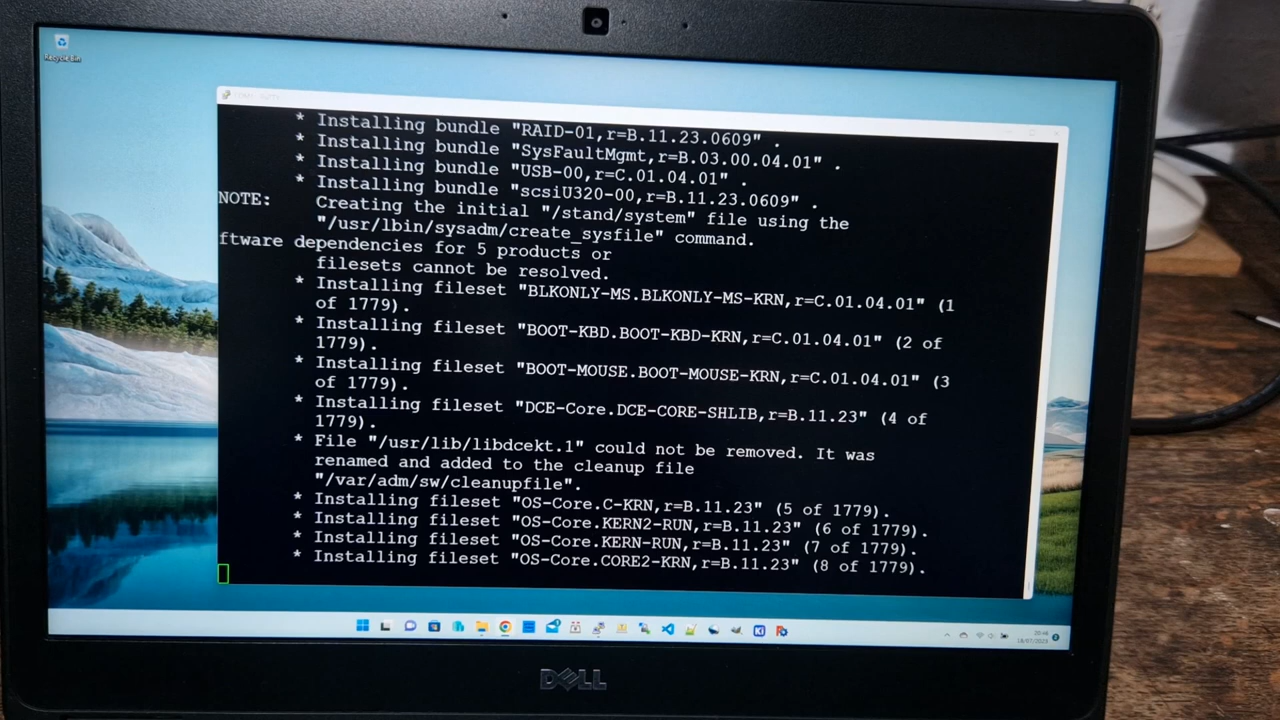 Recycle Bin
* Installing bundle "RAID-01,r=B.11.23.0609" .
* Installing bundle "SysFaultMgmt,r=B.03.00.04.01" .
* Installing bundle "USB-00,r=C.01.04.01" .
* Installing bundle "scsiU320-00,r=B.11.23.0609" .
NOTE: Creating the initial "/stand/system" file using the
"/usr/lbin/sysadm/create_sysfile" command.
ftware dependencies for 5 products or
filesets cannot be resolved.
* Installing fileset "BLKONLY-MS.BLKONLY-MS-KRN,r=C.01.04.01" (1
of 1779).
* Installing fileset "BOOT-KBD.BOOT-KBD-KRN,r=C.01.04.01" (2 of
1779).
* Installing fileset "BOOT-MOUSE.BOOT-MOUSE-KRN,r=C.01.04.01" (3
of 1779).
* Installing fileset "DCE-Core.DCE-CORE-SHLIB,r=B.11.23" (4 of
1779).
* File "/usr/lib/libdcekt.1" could not be removed. It was
renamed and added to the cleanup file
"/var/adm/sw/cleanupfile".
* Installing fileset "OS-Core.C-KRN,r=B.11.23" (5 of 1779).
* Installing fileset "OS-Core.KERN2-RUN,r=B.11.23" (6 of 1779).
* Installing fileset "OS-Core.KERN-RUN,r=B.11.23" (7 of 1779).
* Installing fileset "OS-Core.CORE2-KRN,r=B.11.23" (8 of 1779).
20:46
DELL